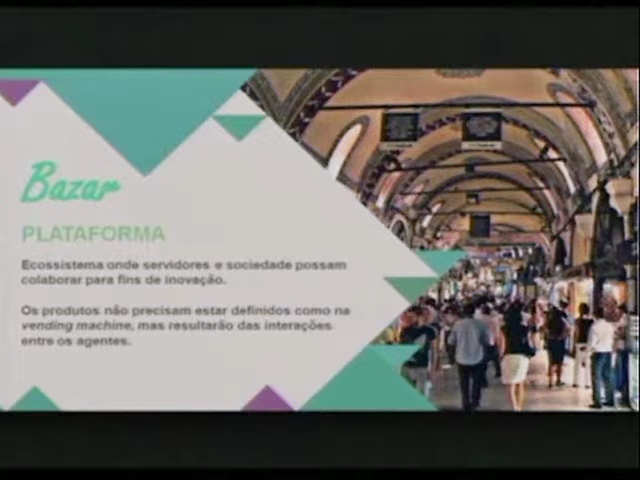 Bazar
PLATAFORMA
Ecossistema onde servidores e sociedade possam
colaborar para fins de inovação.
Os produtos não precisam estar definidos como na
vending machine, mas resultarão das interações
entre os agentes.